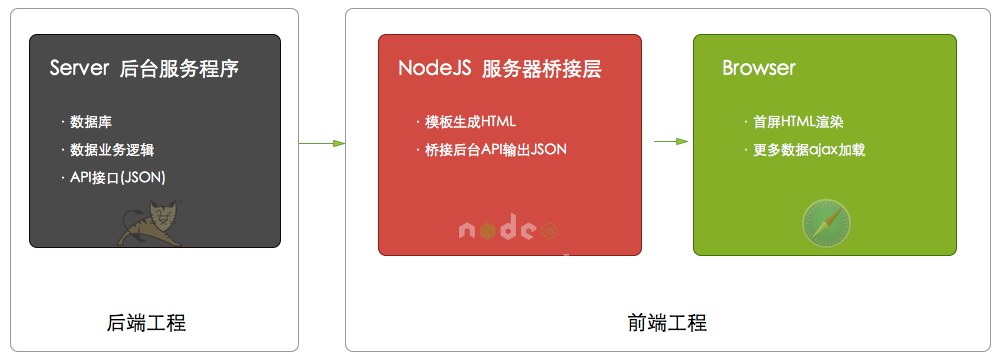 Server 后台服务程序
· 数据库
· 数据业务逻辑
· API接口(JSON)
后端工程
NodeJS 服务器桥接层
· 模板生成HTML
· 桥接后台API输出JSON
node
Browser
· 首屏HTML渲染
· 更多数据ajax加载
前端工程